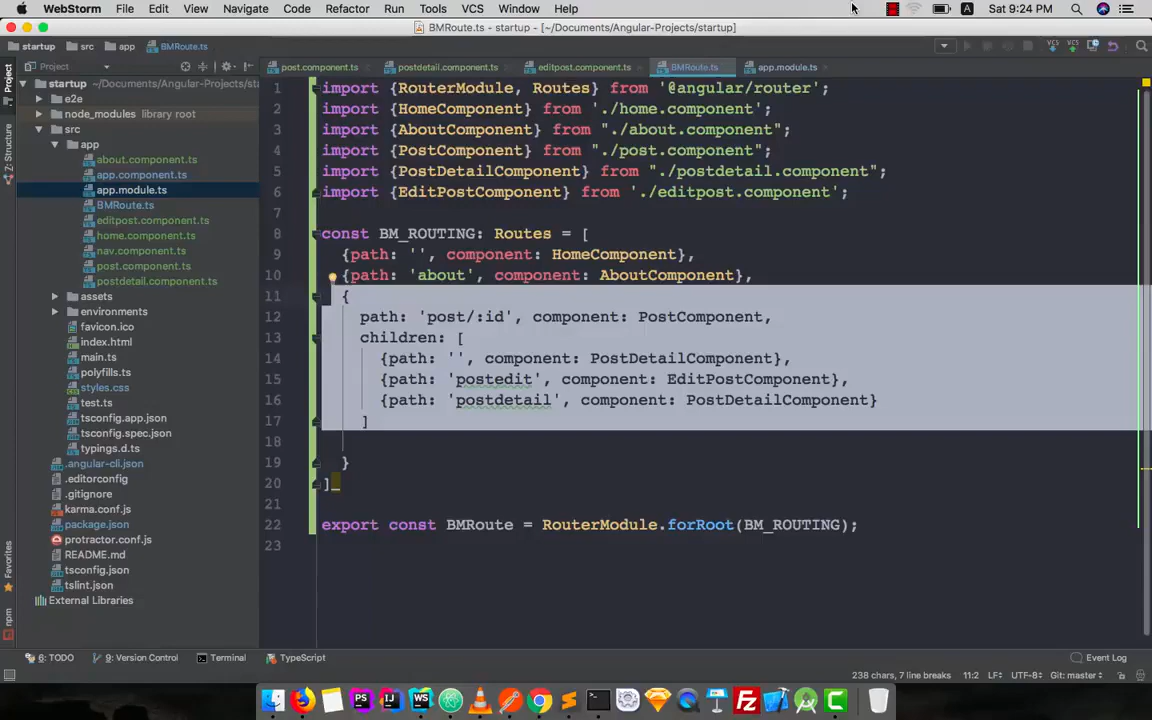 WebStorm File Edit View Navigate Code Refactor Run Tools VCS Window Help A Sat 9:24 PM
BMRoute.ts - startup - [~/Documents/Angular-Projects/startup]
startup src app BMRoute.ts
Project post.component.ts postdetail.component.ts editpost.component.ts BMRoute.ts app.module.ts
startup ~/Documents/Angular-Projects/sta
e2e
node_modules library root
src
app
about.component.ts
app.component.ts
app.module.ts
BMRoute.ts
editpost.component.ts
home.component.ts
nav.component.ts
post.component.ts
postdetail.component.ts
assets
environments
favicon.ico
index.html
main.ts
polyfills.ts
styles.css
test.ts
tsconfig.app.json
tsconfig.spec.json
typings.d.ts
.angular-cli.json
.editorconfig
.gitignore
karma.conf.js
package.json
protractor.conf.js
README.md
tsconfig.json
tslint.json
External Libraries
1: Project
7: Structure
2: Favorites
npm
1 import {RouterModule, Routes} from '@angular/router';
2 import {HomeComponent} from './home.component';
3 import {AboutComponent} from "./about.component";
4 import {PostComponent} from "./post.component";
5 import {PostDetailComponent} from "./postdetail.component";
6 import {EditPostComponent} from './editpost.component';
7
8 const BM_ROUTING: Routes = [
9 {path: '', component: HomeComponent},
10 {path: 'about', component: AboutComponent},
11 {
12 path: 'post/:id', component: PostComponent,
13 children: [
14 {path: '', component: PostDetailComponent},
15 {path: 'postedit', component: EditPostComponent},
16 {path: 'postdetail', component: PostDetailComponent}
17 ]
18
19 }
20 ]
21
22 export const BMRoute = RouterModule.forRoot(BM_ROUTING);
23
6: TODO 9: Version Control Terminal TypeScript Event Log
238 chars, 7 line breaks 11:2 LF÷ UTF-8÷ Git: master÷
PS IJ WS FZ C